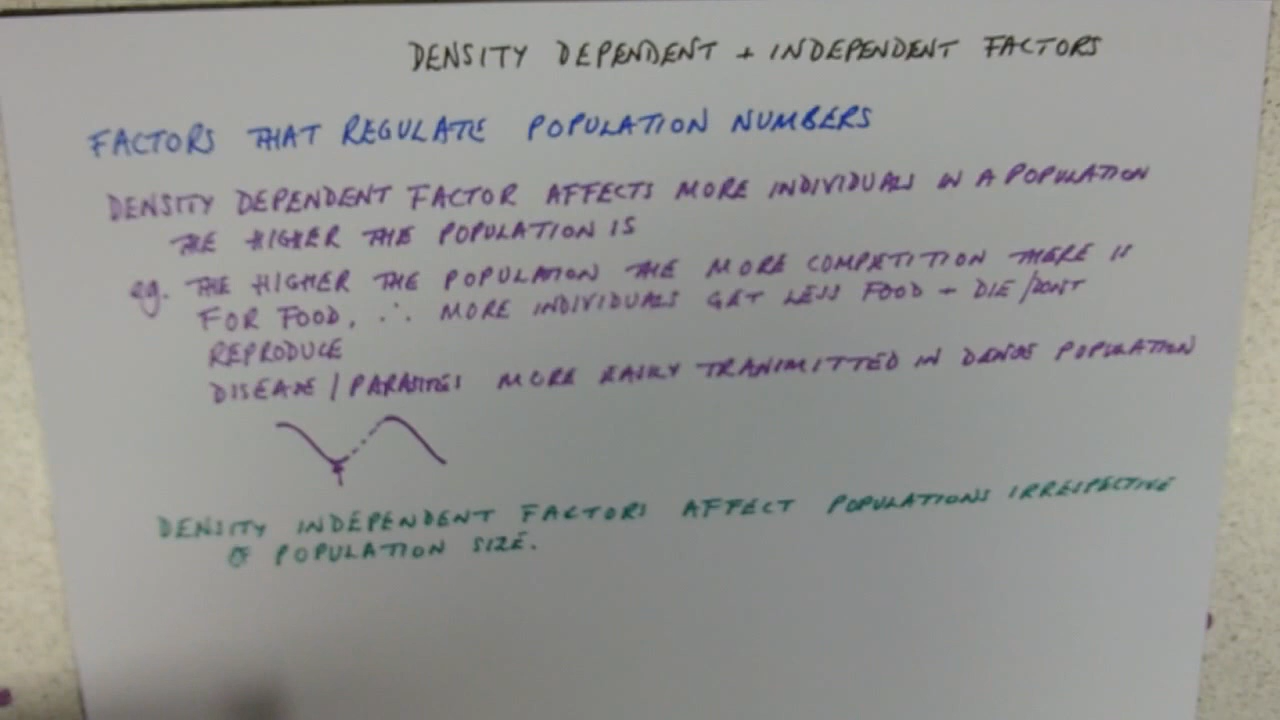 DENSITY DEPENDENT + INDEPENDENT FACTORS
FACTORS THAT REGULATE POPULATION NUMBERS
DENSITY DEPENDENT FACTOR AFFECTS MORE INDIVIDUALS IN A POPULATION
THE HIGHER THE POPULATION IS
eg. THE HIGHER THE POPULATION THE MORE COMPETITION THERE IS
FOR FOOD, ∴ MORE INDIVIDUALS GET LESS FOOD + DIE/DONT
REPRODUCE
DISEASE/PARASITES MORE EASILY TRANSMITTED IN DENSE POPULATION
DENSITY INDEPENDENT FACTORS AFFECT POPULATIONS IRRESPECTIVE
OF POPULATION SIZE.